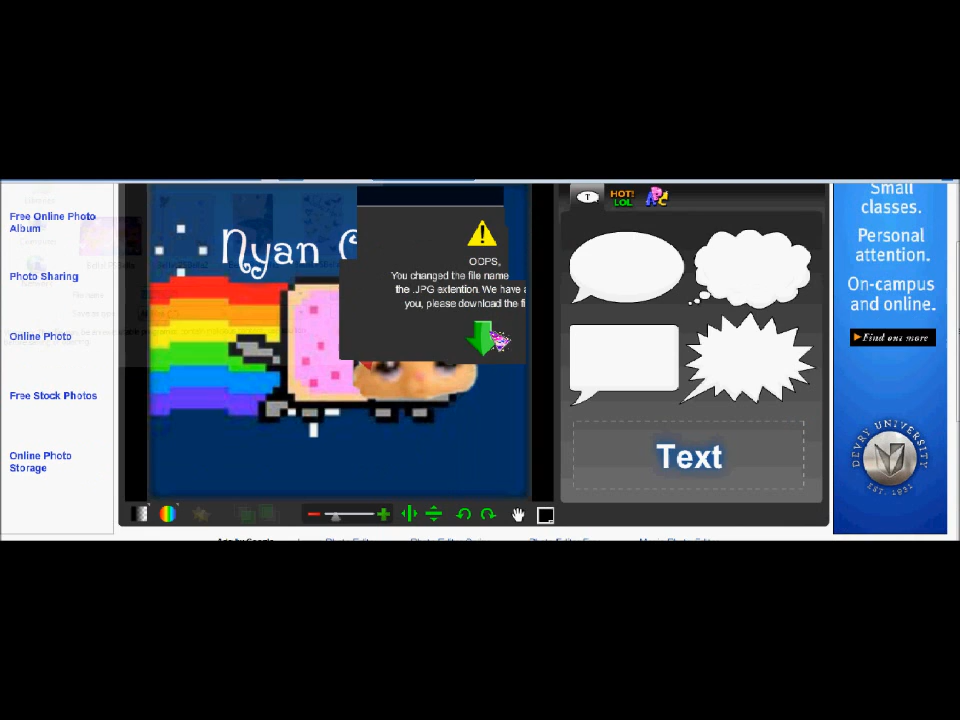 Free Online Photo
Album
Photo Sharing
Online Photo
Free Stock Photos
Online Photo
Storage
Nyan
OOPS,
You changed the file name
the .JPG extention. We have
you, please download the
T
HOT!
LOL
Text
Small
classes.
Personal
attention.
On-campus
and online.
Find out more
DEVRY UNIVERSITY
EST. 1931